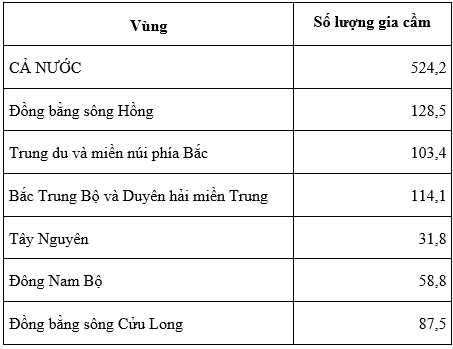 Vùng Số lượng gia cầm
CẢ NƯỚC 524,2
Đồng bằng sông Hồng 128,5
Trung du và miền núi phía Bắc 103,4
Bắc Trung Bộ và Duyên hải miền Trung 114,1
Tây Nguyên 31,8
Đông Nam Bộ 58,8
Đồng bằng sông Cửu Long 87,5